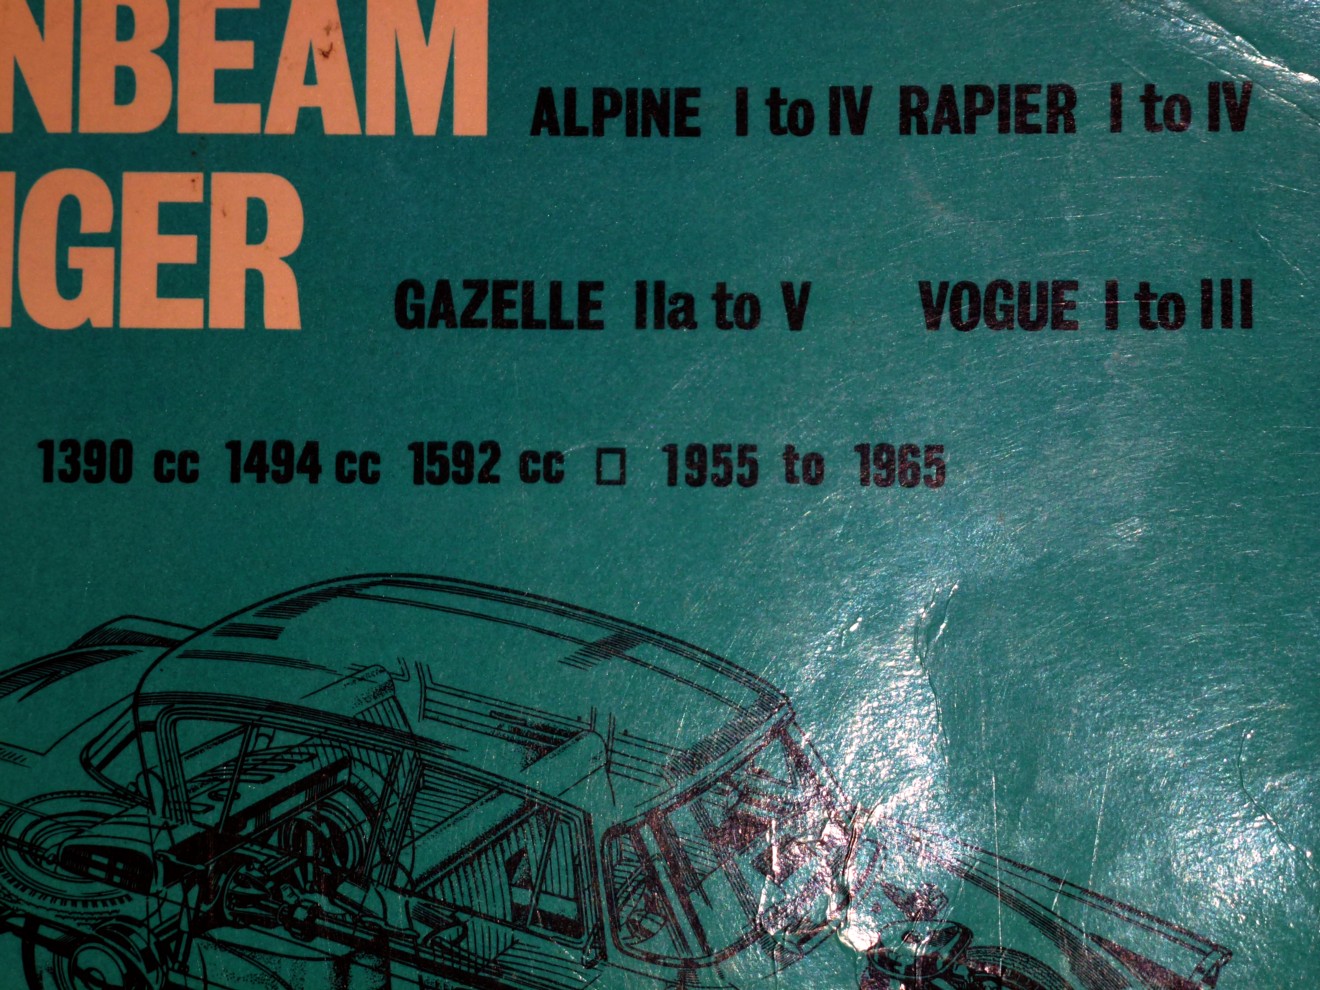 NBEAM ALPINE I to IV RAPIER I to IV
NGER GAZELLE IIa to V VOGUE I to III
1390 cc 1494 cc 1592 cc □ 1955 to 1965